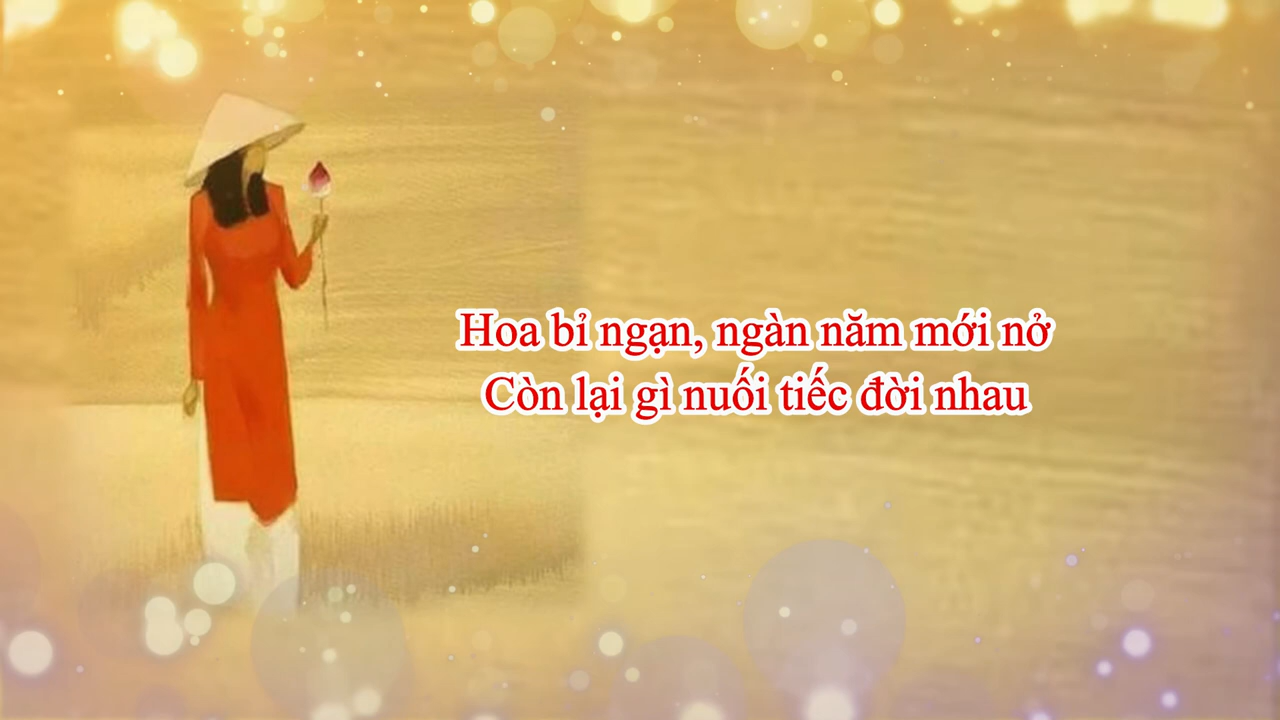 Hoa bỉ ngạn, ngàn năm mới nở
Còn lại gì nuối tiếc đời nhau